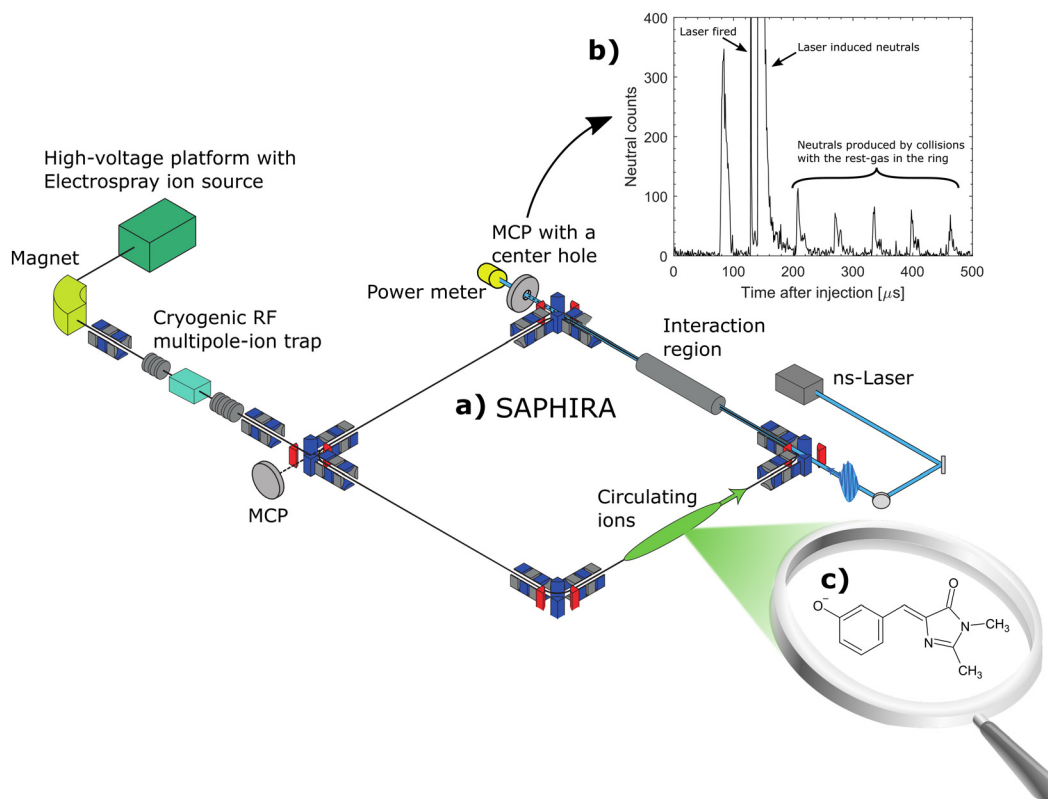 b)
400
300
200
100
0
Neutral counts
Laser fired
Laser induced neutrals
Neutrals produced by collisions
with the rest-gas in the ring
0 100 200 300 400 500
Time after injection [μs]
High-voltage platform with
Electrospray ion source
Magnet
Cryogenic RF
multipole-ion trap
MCP with a
center hole
Power meter
Interaction
region
ns-Laser
a) SAPHIRA
MCP
Circulating
ions
c)
O
O⁻
N
CH₃
N
CH₃